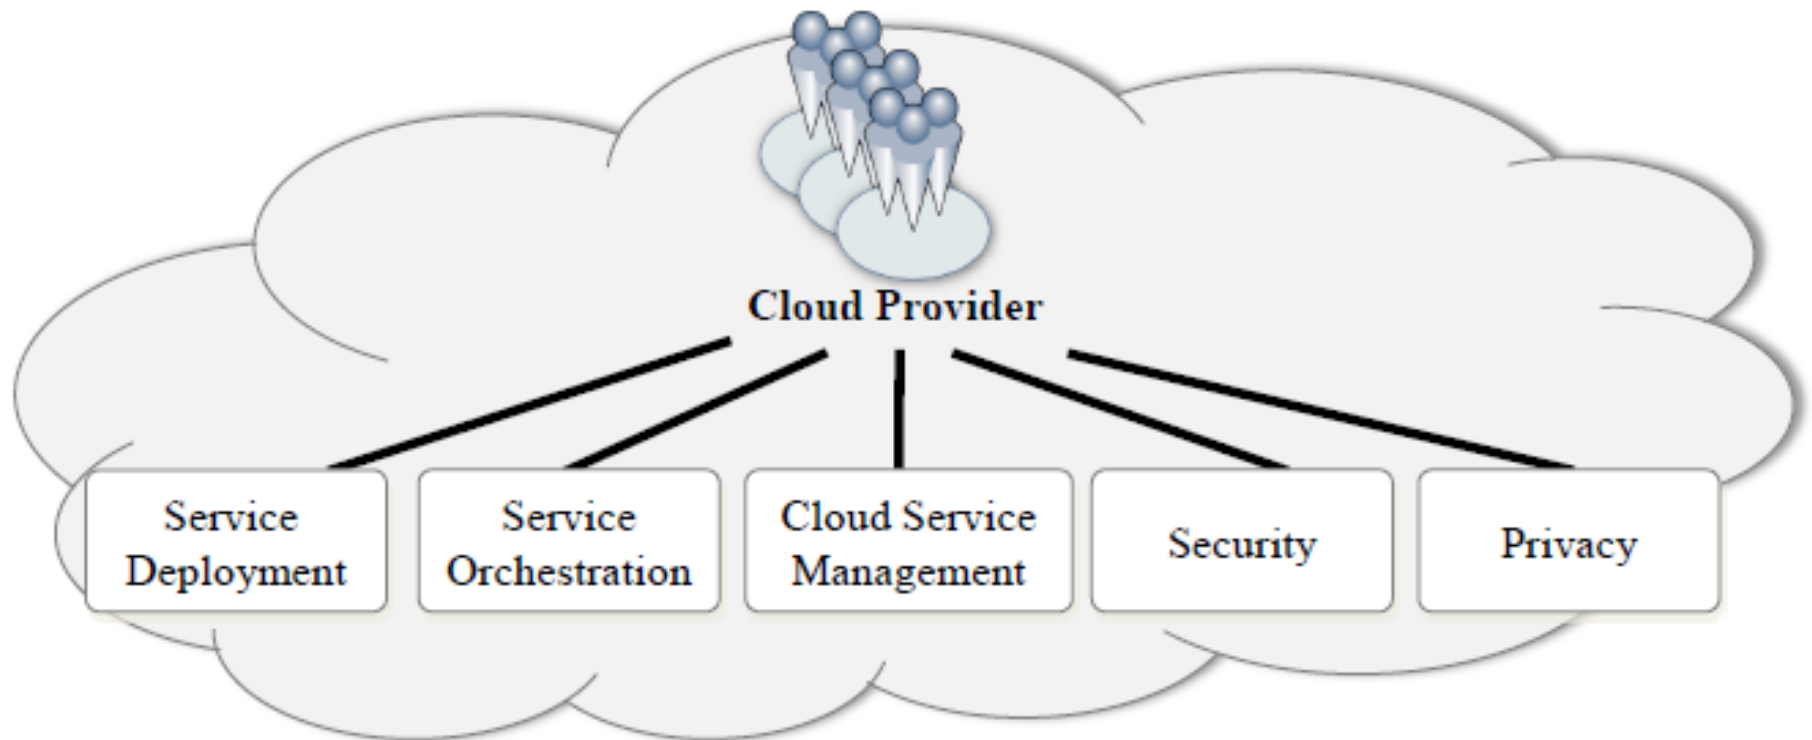 Cloud Provider
Service
Deployment
Service
Orchestration
Cloud Service
Management
Security
Privacy